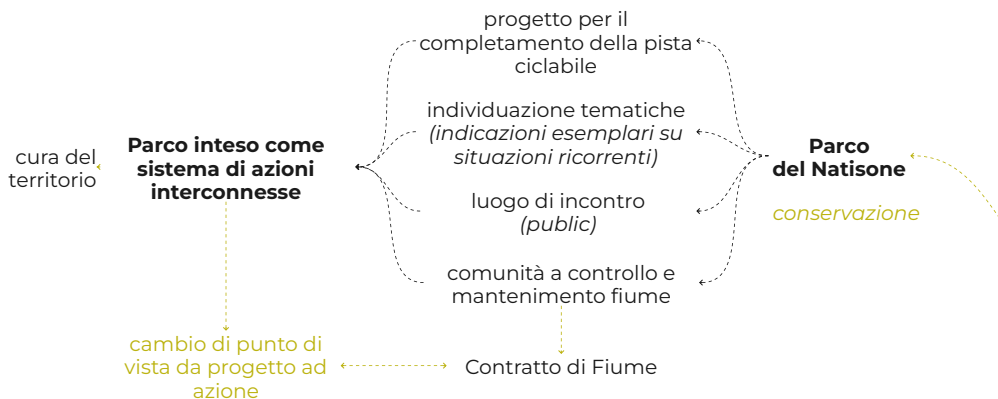 progetto per il
completamento della pista
ciclabile
individuazione tematiche
(indicazioni esemplari su
situazioni ricorrenti)
luogo di incontro
(public)
comunità a controllo e
mantenimento fiume
Contratto di Fiume
cura del
territorio
Parco inteso come
sistema di azioni
interconnesse
cambio di punto di
vista da progetto ad
azione
Parco
del Natisone
conservazione